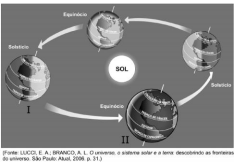 Equinócio
Solstício
SOL
Solstício
I
Equinócio
II
(Fonte: LUCCI, E. A.; BRANCO, A. L. O universo, o sistema solar e a terra: descobrindo as fronteiras
do universo. São Paulo: Atual, 2006. p. 31.)